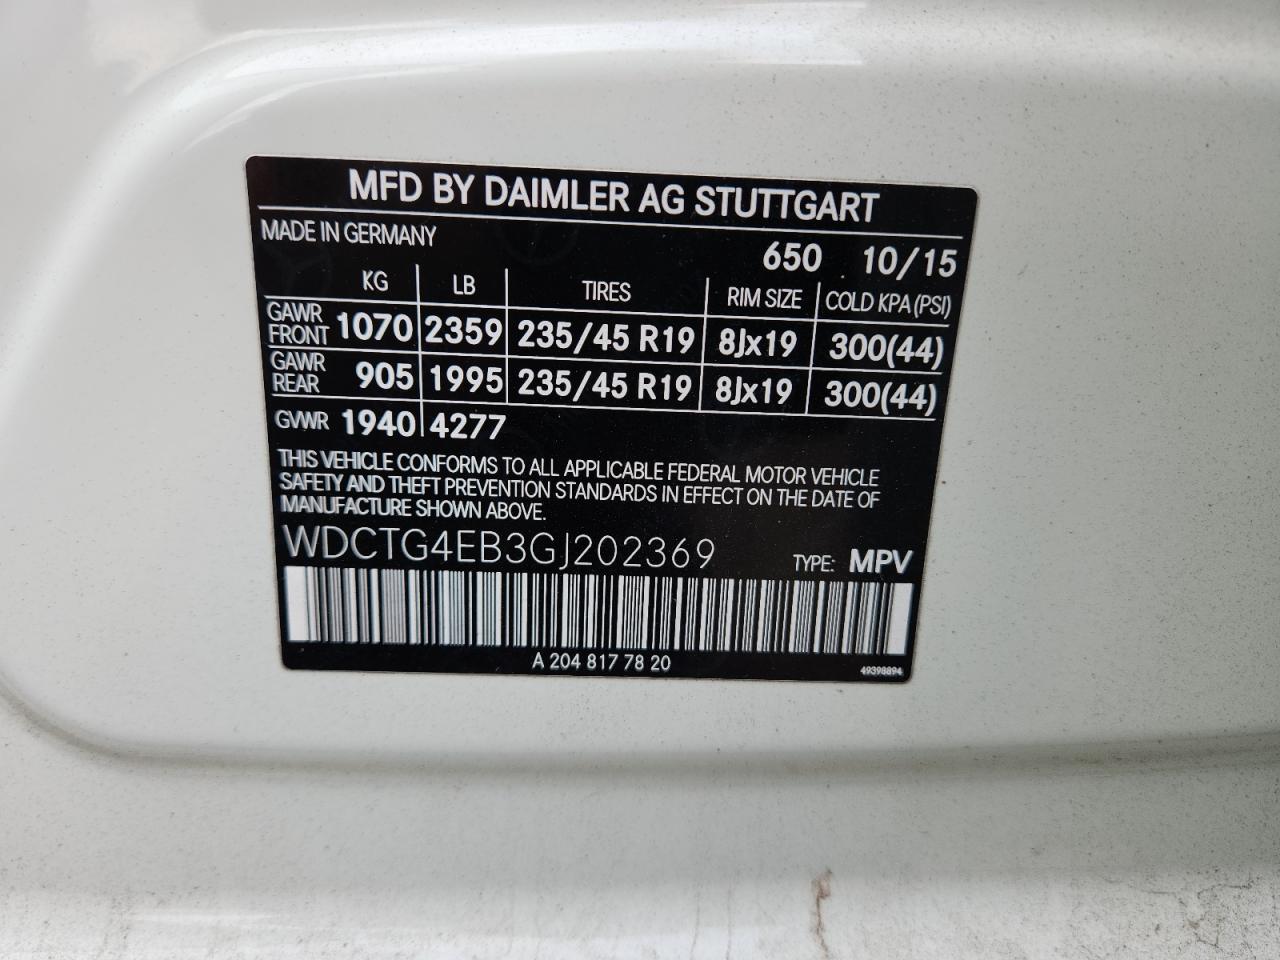 MFD BY DAIMLER AG STUTTGART
MADE IN GERMANY
650 10/15
KG LB TIRES RIM SIZE COLD KPA (PSI)
GAWR FRONT 1070 2359 235/45 R19 8Jx19 300(44)
GAWR REAR 905 1995 235/45 R19 8Jx19 300(44)
GVWR 1940 4277
THIS VEHICLE CONFORMS TO ALL APPLICABLE FEDERAL MOTOR VEHICLE
SAFETY AND THEFT PREVENTION STANDARDS IN EFFECT ON THE DATE OF
MANUFACTURE SHOWN ABOVE.
WDCTG4EB3GJ202369 TYPE: MPV
A 204 817 78 20
49398894